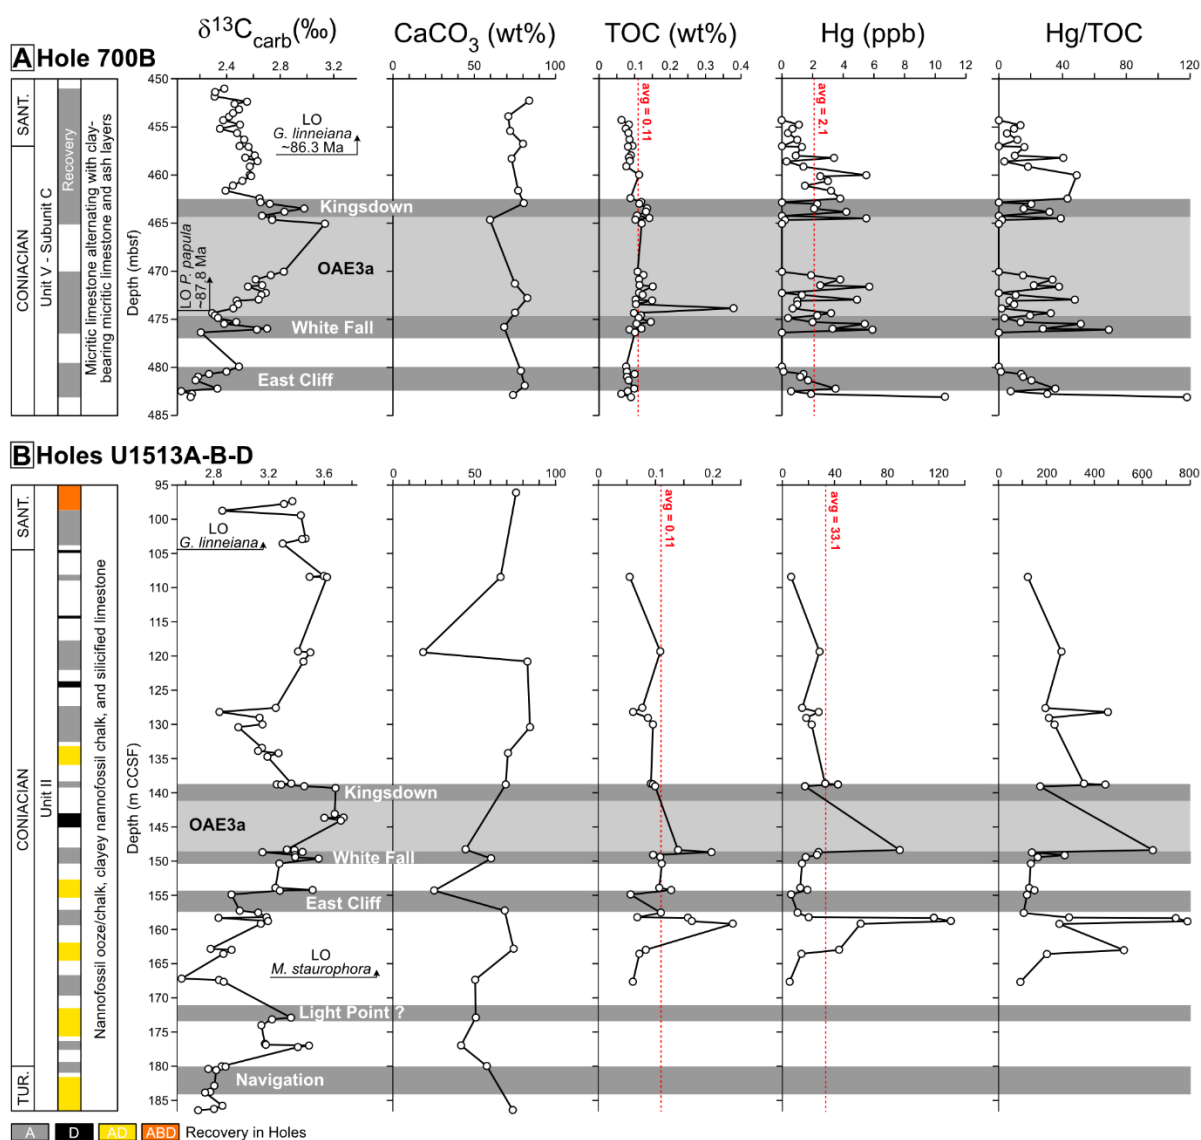 δ¹³C_carb(‰) CaCO₃ (wt%) TOC (wt%) Hg (ppb) Hg/TOC
A Hole 700B
2.4 2.8 3.2 0 20 40 60 80 100 0 0.1 0.2 0.3 0.4 0 2 4 6 8 10 12 0 40 80 120
SANT.
CONIACIAN
Unit V - Subunit C
Recovery
Micritic limestone alternating with clay-
bearing micritic limestone and ash layers
Depth (mbsf)
450
455
460
465
470
475
480
485
LO
G. linneiana
~86.3 Ma
LO P. papula
~87.8 Ma
Kingsdown
OAE3a
White Fall
East Cliff
avg = 0.11
avg = 2.1
B Holes U1513A-B-D
2.8 3.2 3.6 0 50 100 0 0.1 0.2 0 40 80 120 0 200 400 600 800
SANT.
CONIACIAN
TUR.
Unit II
Nannofossil ooze/chalk, clayey nannofossil chalk, and silicified limestone
Depth (m CCSF)
95
100
105
110
115
120
125
130
135
140
145
150
155
160
165
170
175
180
185
LO
G. linneiana
Kingsdown
OAE3a
White Fall
East Cliff
LO
M. staurophora
Light Point ?
Navigation
avg = 0.11
avg = 33.1
A D AD ABD Recovery in Holes